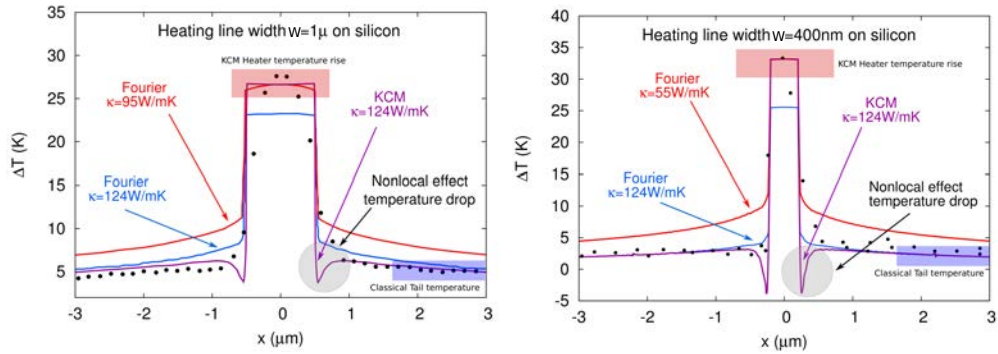 Heating line width w=1μ on silicon
KCM Heater temperature rise
Fourier
κ=95W/mK
KCM
κ=124W/mK
Fourier
κ=124W/mK
Nonlocal effect
temperature drop
Classical Tail temperature
ΔT (K)
35
30
25
20
15
10
5
-3
-2
-1
0
1
2
3
x (μm)
Heating line width w=400nm on silicon
KCM Heater temperature rise
Fourier
κ=55W/mK
KCM
κ=124W/mK
Fourier
κ=124W/mK
Nonlocal effect
temperature drop
Classical Tail temperature
ΔT (K)
40
35
30
25
20
15
10
5
0
-5
-3
-2
-1
0
1
2
3
x (μm)